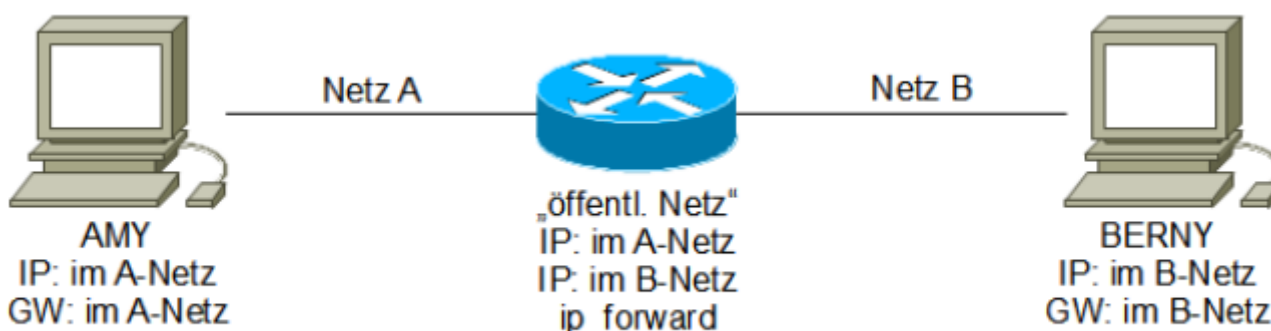 Netz A
Netz B
AMY
IP: im A-Netz
GW: im A-Netz
„öffentl. Netz“
IP: im A-Netz
IP: im B-Netz
ip_forward
BERNY
IP: im B-Netz
GW: im B-Netz